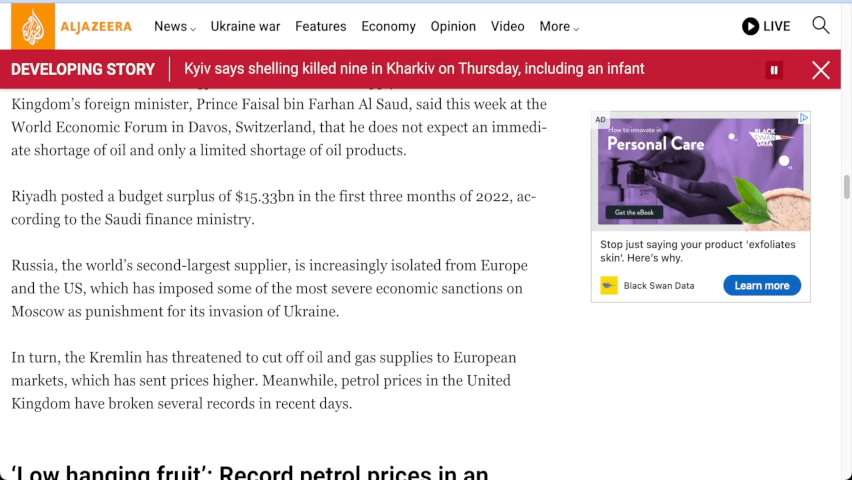 ALJAZEERA
News
Ukraine war
Features
Economy
Opinion
Video
More
LIVE
DEVELOPING STORY
Kyiv says shelling killed nine in Kharkiv on Thursday, including an infant
Kingdom's foreign minister, Prince Faisal bin Farhan Al Saud, said this week at the
World Economic Forum in Davos, Switzerland, that he does not expect an immedi-
ate shortage of oil and only a limited shortage of oil products.
Riyadh posted a budget surplus of $15.33bn in the first three months of 2022, ac-
cording to the Saudi finance ministry.
Russia, the world's second-largest supplier, is increasingly isolated from Europe
and the US, which has imposed some of the most severe economic sanctions on
Moscow as punishment for its invasion of Ukraine.
In turn, the Kremlin has threatened to cut off oil and gas supplies to European
markets, which has sent prices higher. Meanwhile, petrol prices in the United
Kingdom have broken several records in recent days.
'Low hanging fruit': Record petrol prices in an
AD
How to innovate in
Personal Care
BLACK
SWAN
DATA
Get the eBook
Stop just saying your product 'exfoliates
skin'. Here's why.
Black Swan Data
Learn more